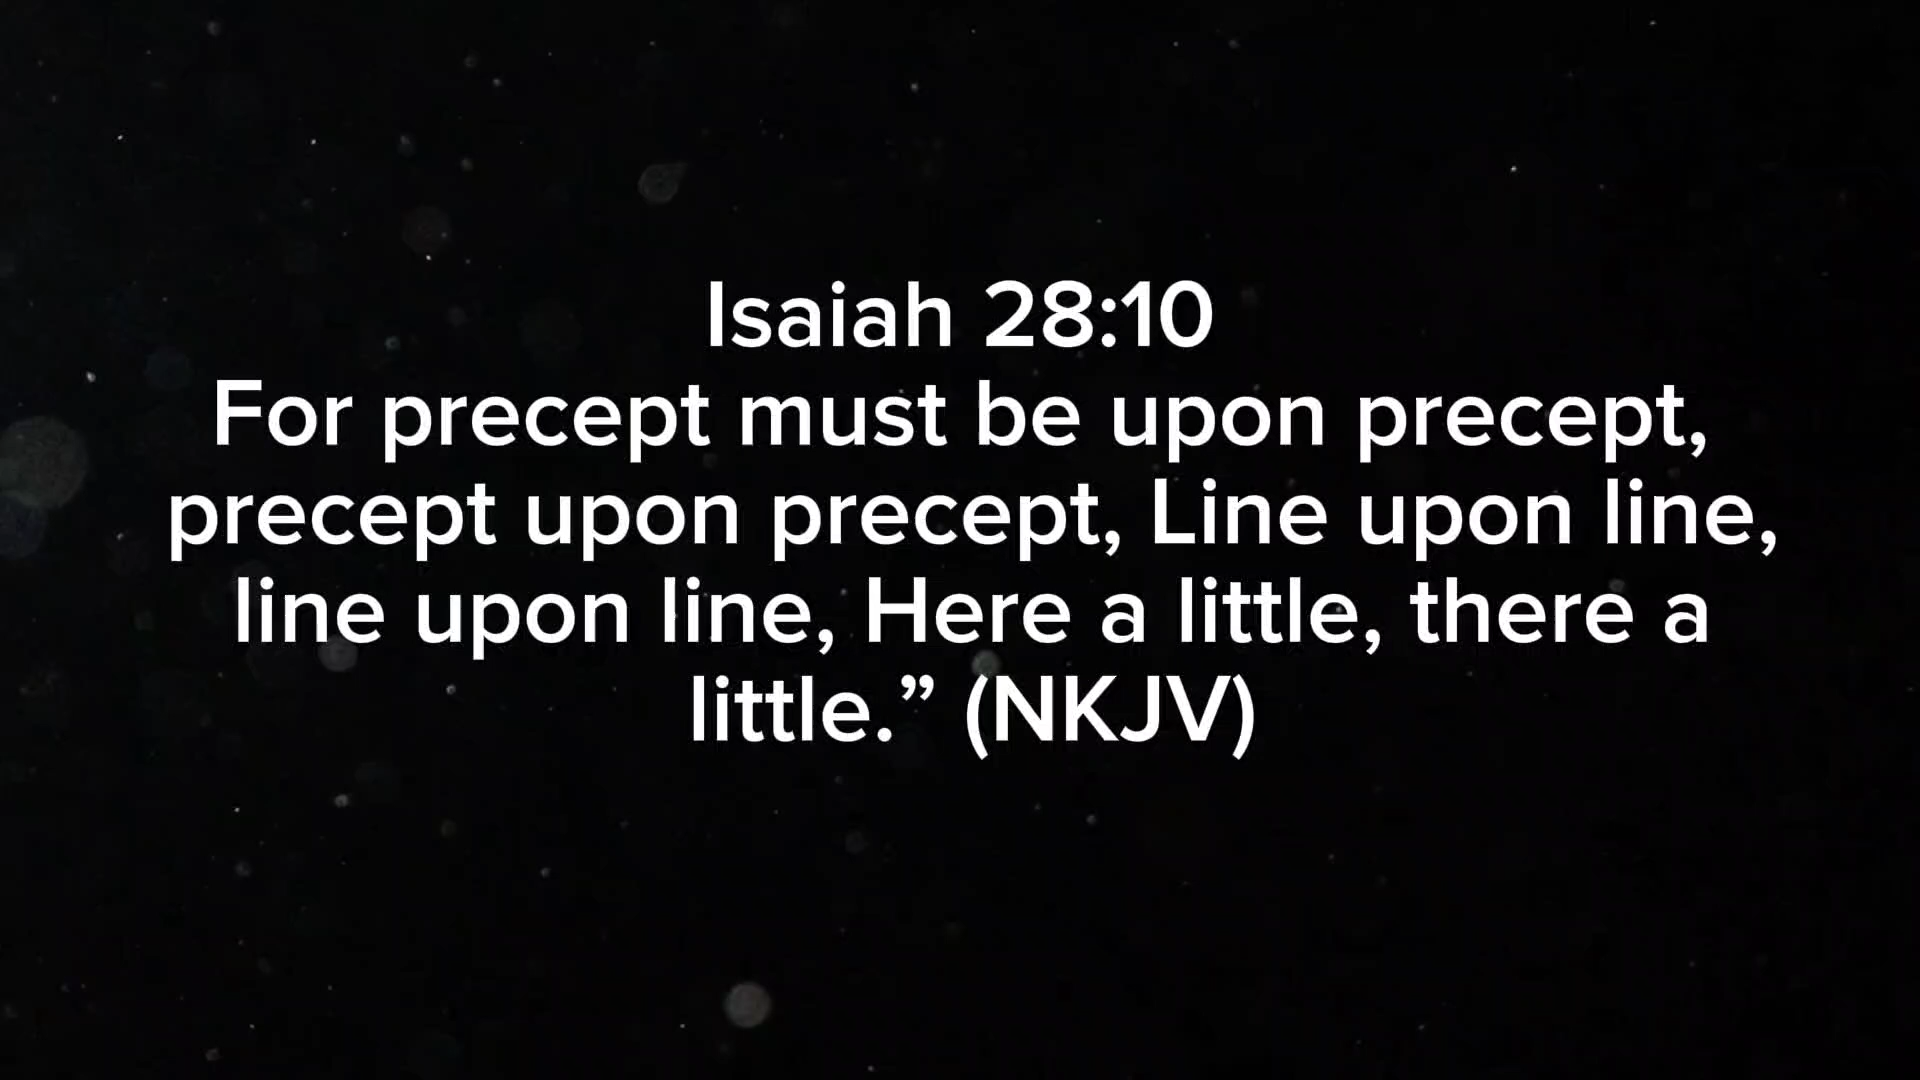 Isaiah 28:10
For precept must be upon precept,
precept upon precept, Line upon line,
line upon line, Here a little, there a
little.” (NKJV)